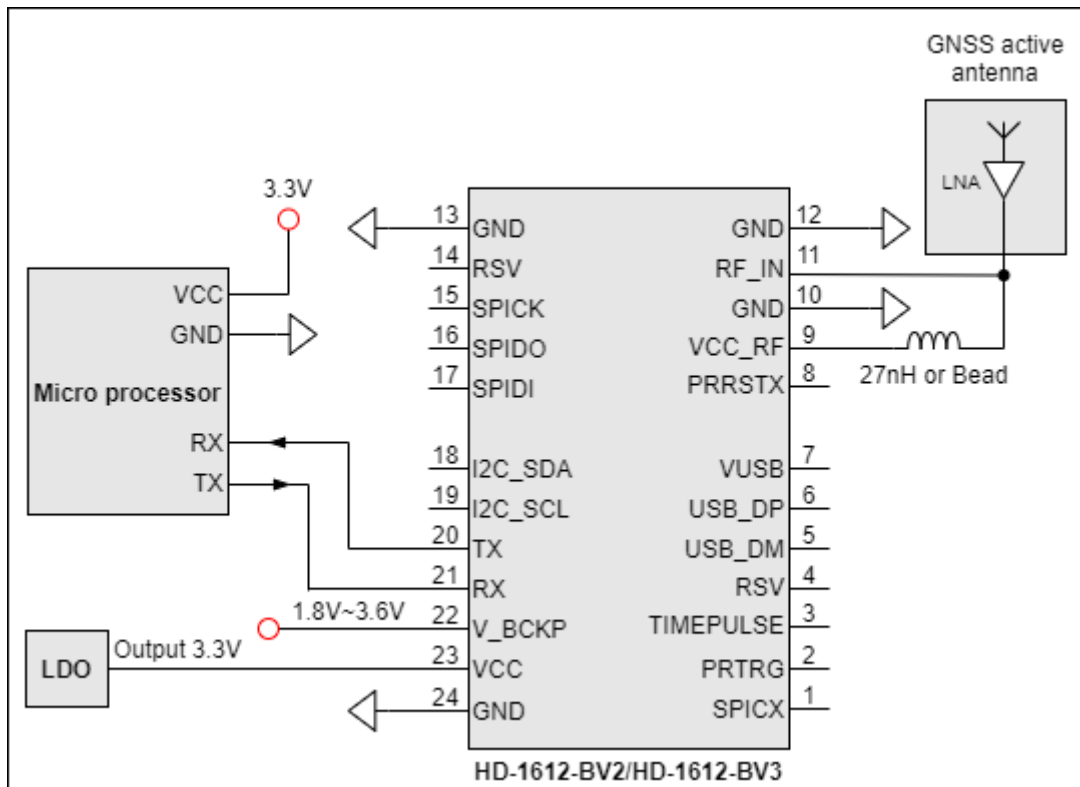 GNSS active
antenna
LNA
3.3V
VCC
GND
Micro processor
RX
TX
LDO
Output 3.3V
1.8V~3.6V
13 GND
14 RSV
15 SPICK
16 SPIDO
17 SPIDI
18 I2C_SDA
19 I2C_SCL
20 TX
21 RX
22 V_BCKP
23 VCC
24 GND
GND 12
RF_IN 11
GND 10
VCC_RF 9
27nH or Bead
PRRSTX 8
VUSB 7
USB_DP 6
USB_DM 5
RSV 4
TIMEPULSE 3
PRTRG 2
SPICX 1
HD-1612-BV2/HD-1612-BV3